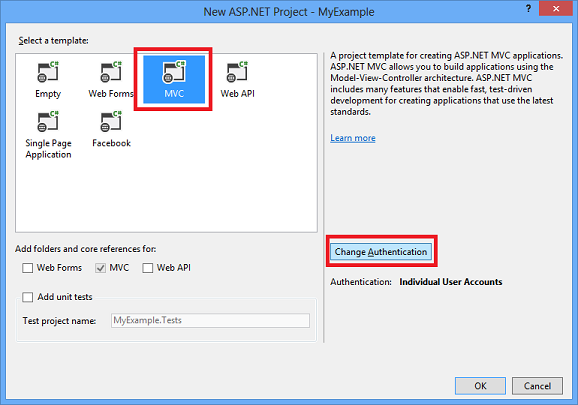 New ASP.NET Project - MyExample
Select a template:
C#
Empty
C#
Web Forms
C#
MVC
C#
Web API
C#
Single Page
Application
C#
Facebook
A project template for creating ASP.NET MVC applications.
ASP.NET MVC allows you to build applications using the
Model-View-Controller architecture. ASP.NET MVC
includes many features that enable fast, test-driven
development for creating applications that use the latest
standards.
Learn more
Change Authentication
Authentication: Individual User Accounts
Add folders and core references for:
Web Forms MVC Web API
Add unit tests
Test project name: MyExample.Tests
OK Cancel